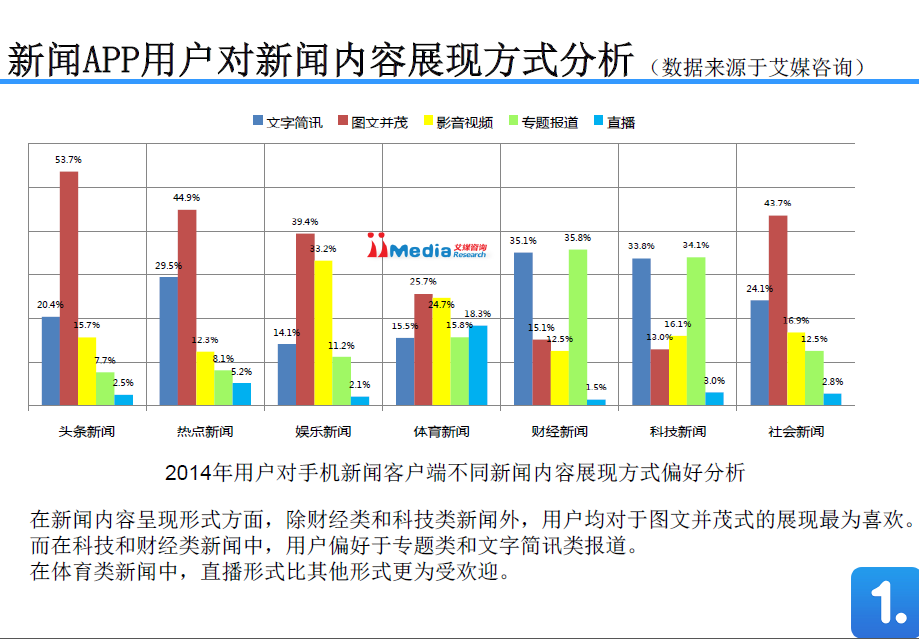 新闻APP用户对新闻内容展现方式分析（数据来源于艾媒咨询）
文字简讯 图文并茂 影音视频 专题报道 直播
53.7%
44.9%
43.7%
39.4%
35.1% 35.8%
33.8% 34.1%
33.2%
iiMedia 艾媒咨询 Research
29.5%
25.7%
24.7%
24.1%
20.4%
18.3%
15.7% 14.1% 15.5% 15.8% 15.1% 16.1% 16.9%
12.3% 11.2% 12.5% 13.0% 12.5%
7.7% 8.1%
5.2%
2.5% 2.1% 1.5% 3.0% 2.8%
头条新闻 热点新闻 娱乐新闻 体育新闻 财经新闻 科技新闻 社会新闻
2014年用户对手机新闻客户端不同新闻内容展现方式偏好分析
在新闻内容呈现形式方面，除财经类和科技类新闻外，用户均对于图文并茂式的展现最为喜欢。
而在科技和财经类新闻中，用户偏好于专题类和文字简讯类报道。
在体育类新闻中，直播形式比其他形式更为受欢迎。
1.